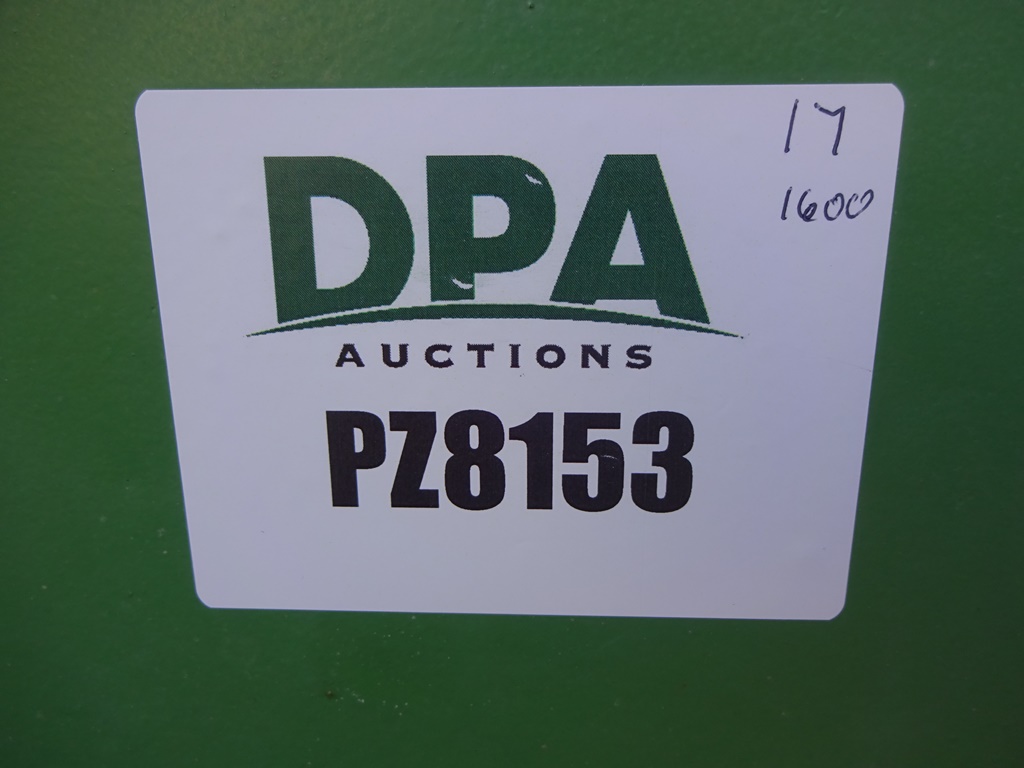 DPA
AUCTIONS
PZ8153
17
1600